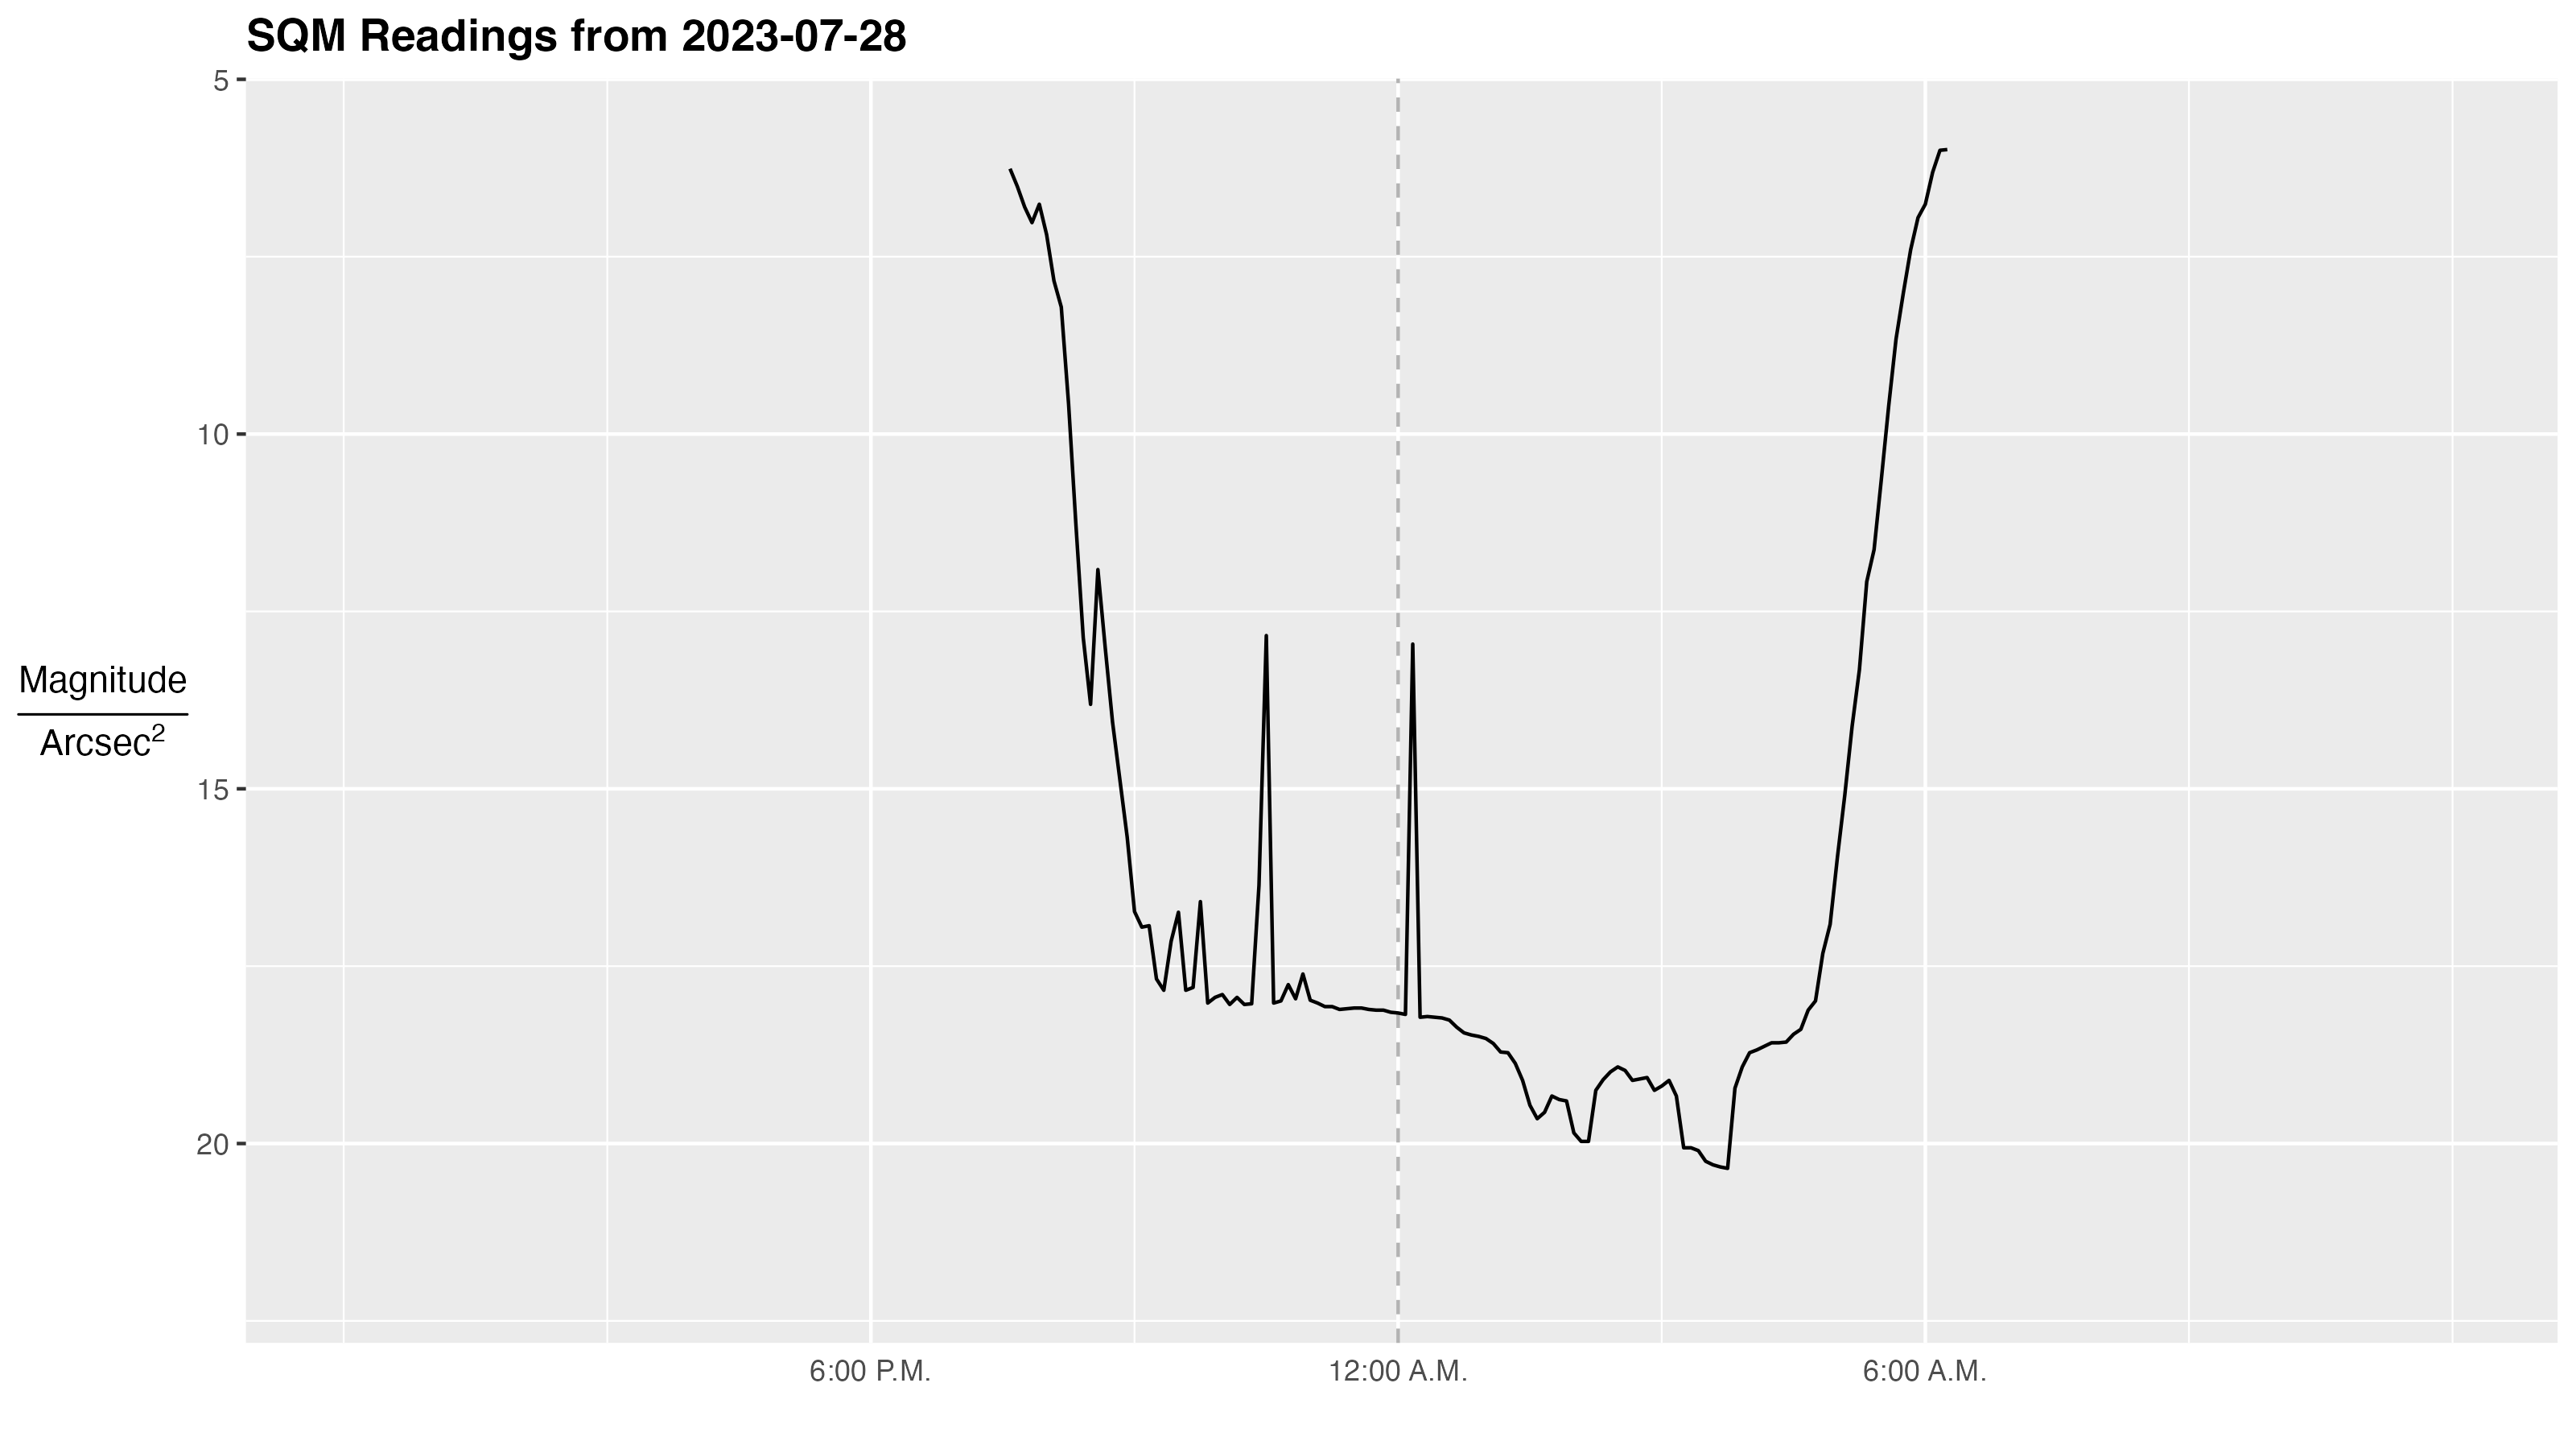 SQM Readings from 2023-07-28
5
10
15
20
Magnitude
Arcsec²
6:00 P.M.
12:00 A.M.
6:00 A.M.